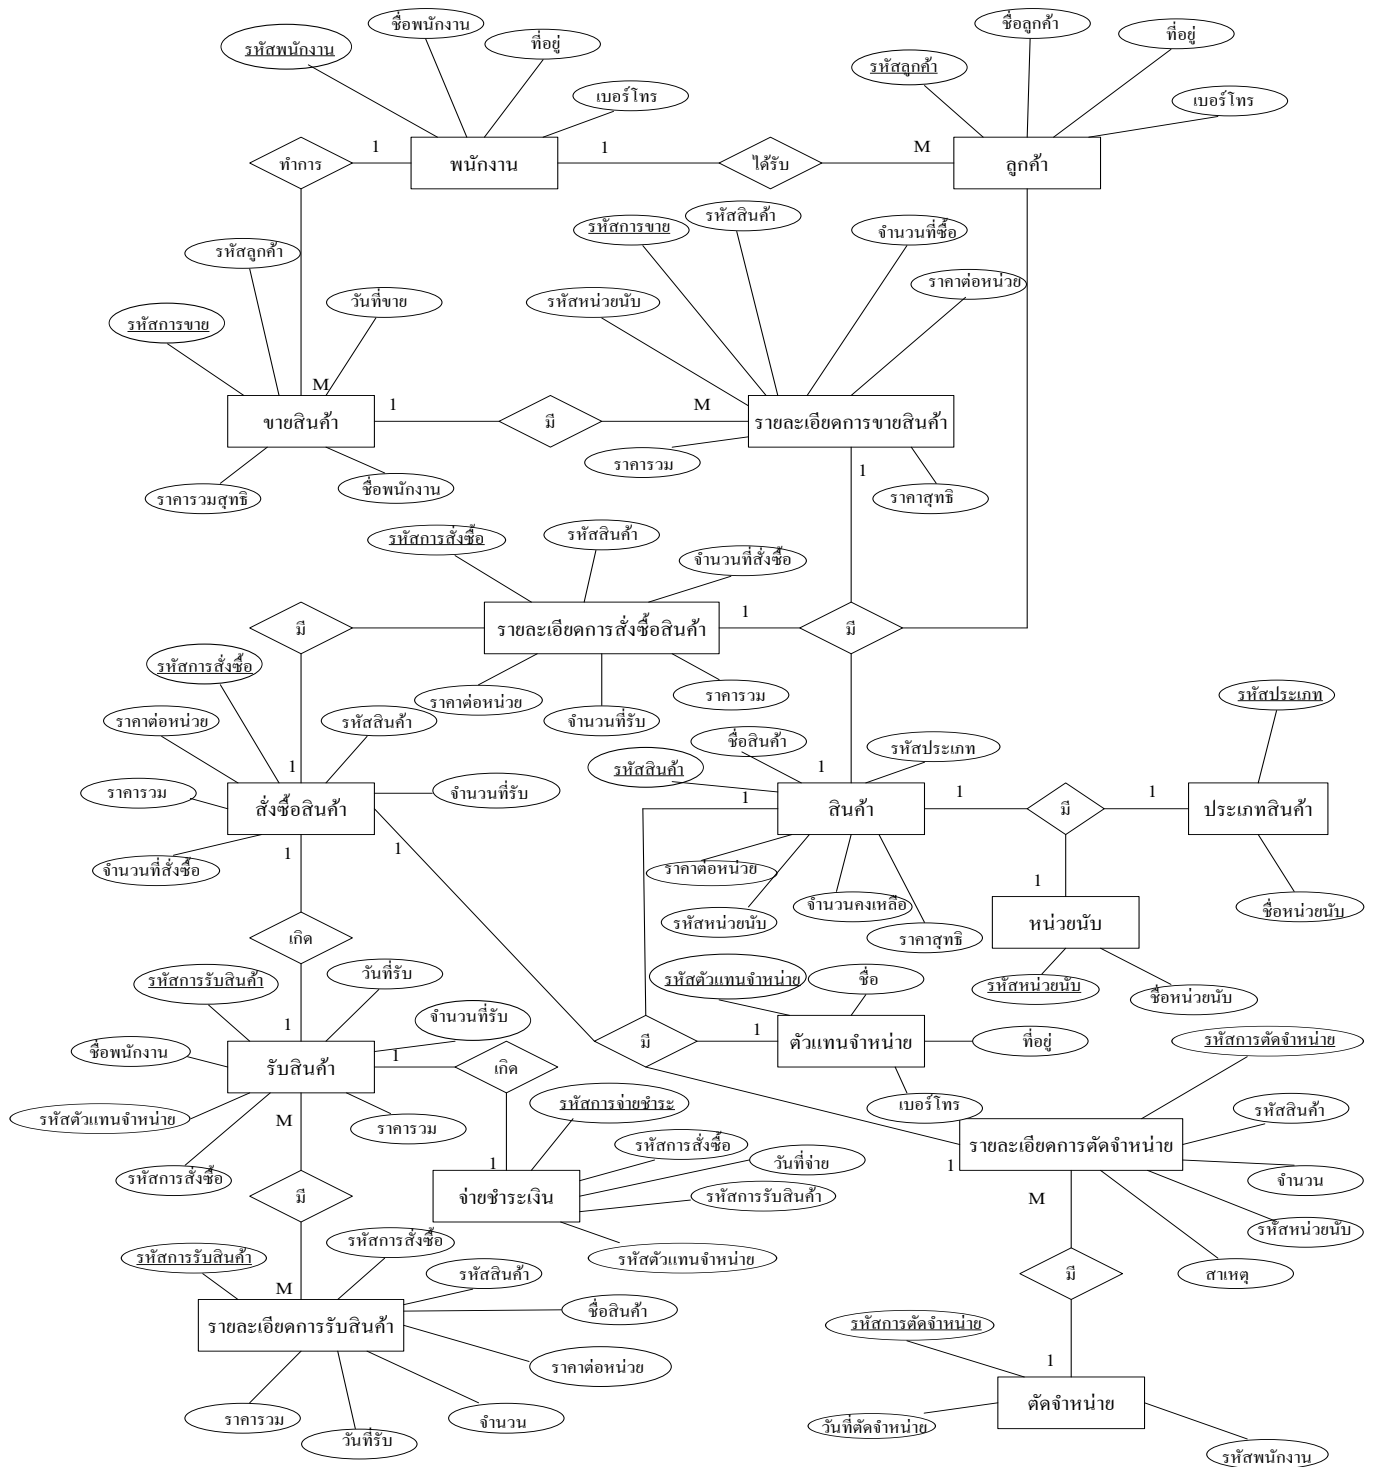 ชื่อพนักงาน
รหัสพนักงาน
ที่อยู่
เบอร์โทร
ชื่อลูกค้า
ที่อยู่
รหัสลูกค้า
เบอร์โทร
ทำการ
1
พนักงาน
1
ได้รับ
M
ลูกค้า
รหัสลูกค้า
วันที่ขาย
รหัสการขาย
รหัสการขาย
รหัสสินค้า
จำนวนที่ซื้อ
ราคาต่อหน่วย
รหัสหน่วยนับ
M
ขายสินค้า
1
มี
M
รายละเอียดการขายสินค้า
ราคารวม
1
ราคาสุทธิ
ราคารวมสุทธิ
ชื่อพนักงาน
รหัสการสั่งซื้อ
รหัสสินค้า
จำนวนที่สั่งซื้อ
มี
รายละเอียดการสั่งซื้อสินค้า
1
มี
รหัสการสั่งซื้อ
ราคาต่อหน่วย
จำนวนที่รับ
ราคารวม
ราคาต่อหน่วย
รหัสสินค้า
ชื่อสินค้า
รหัสประเภท
รหัสประเภท
1
รหัสสินค้า
1
ราคารวม
สั่งซื้อสินค้า
จำนวนที่รับ
1
สินค้า
1
มี
1
ประเภทสินค้า
จำนวนที่สั่งซื้อ
1
1
ราคาต่อหน่วย
1
จำนวนคงเหลือ
ชื่อหน่วยนับ
รหัสหน่วยนับ
ราคาสุทธิ
หน่วยนับ
เกิด
รหัสการรับสินค้า
วันที่รับ
รหัสตัวแทนจำหน่าย
ชื่อ
รหัสหน่วยนับ
ชื่อหน่วยนับ
1
จำนวนที่รับ
ชื่อพนักงาน
1
รับสินค้า
เกิด
มี
1
ตัวแทนจำหน่าย
ที่อยู่
รหัสการตัดจำหน่าย
รหัสตัวแทนจำหน่าย
M
ราคารวม
รหัสการจ่ายชำระ
เบอร์โทร
รหัสสินค้า
รายละเอียดการตัดจำหน่าย
รหัสการสั่งซื้อ
1
รหัสการสั่งซื้อ
วันที่จ่าย
1
จำนวน
มี
จ่ายชำระเงิน
รหัสการรับสินค้า
M
รหัสหน่วยนับ
รหัสการรับสินค้า
รหัสการสั่งซื้อ
รหัสตัวแทนจำหน่าย
รหัสสินค้า
มี
สาเหตุ
M
ชื่อสินค้า
รายละเอียดการรับสินค้า
รหัสการตัดจำหน่าย
ราคาต่อหน่วย
1
ราคารวม
วันที่รับ
จำนวน
วันที่ตัดจำหน่าย
ตัดจำหน่าย
รหัสพนักงาน